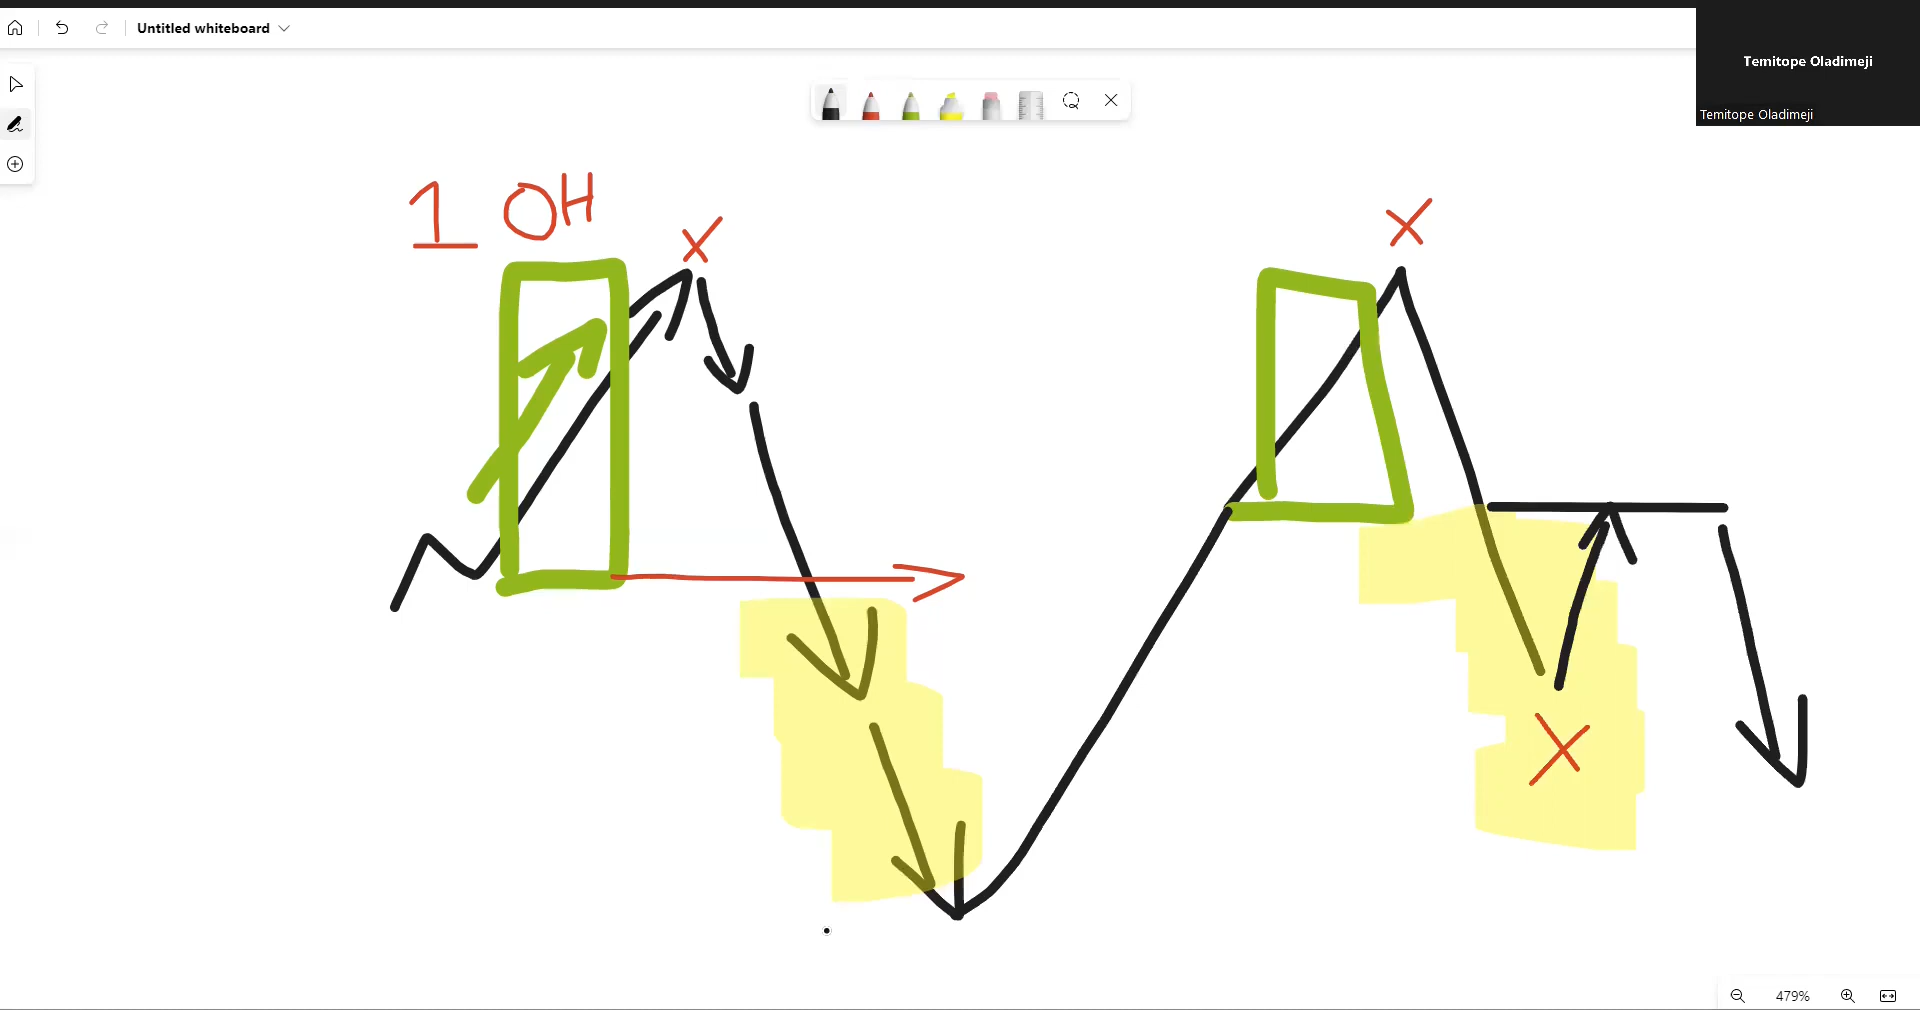 Untitled whiteboard
Temitope Oladimeji
Temitope Oladimeji
1 OH
X
X
X
479%